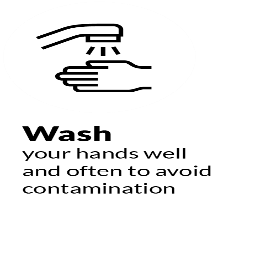 Wash
your hands well
and often to avoid
contamination